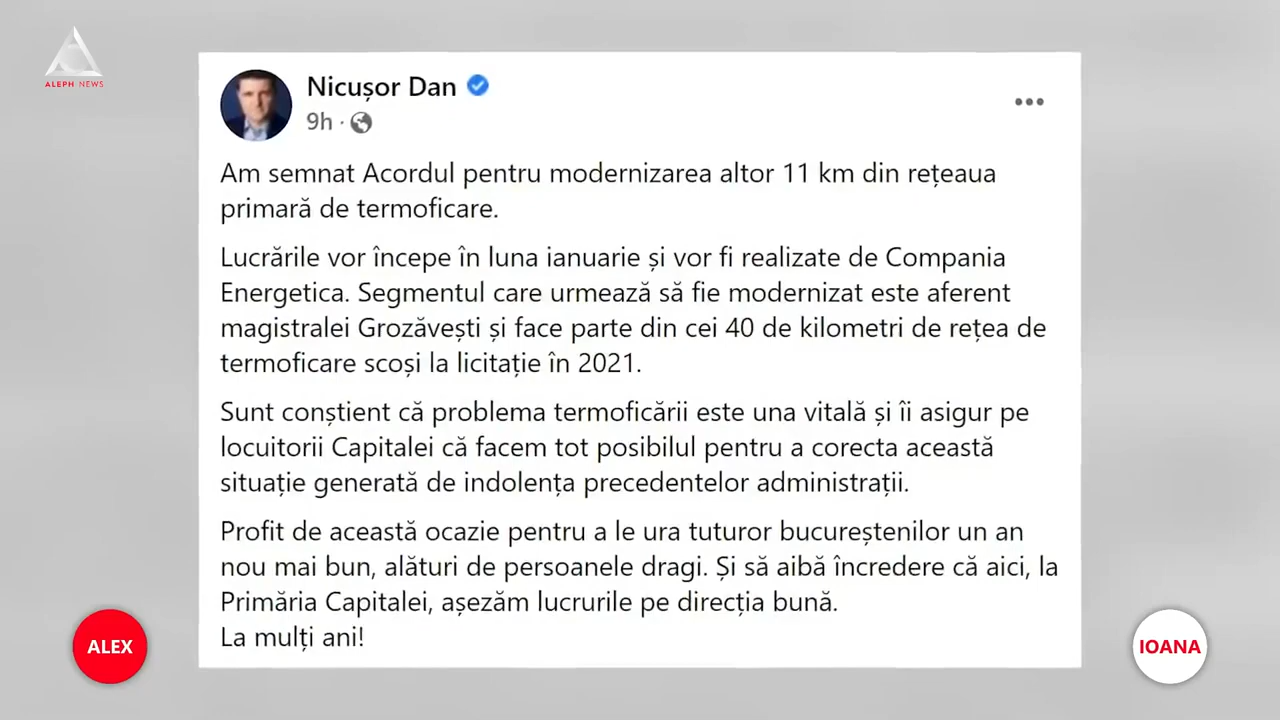 ALEPH NEWS
Nicușor Dan
9h ·
Am semnat Acordul pentru modernizarea altor 11 km din rețeaua
primară de termoficare.
Lucrările vor începe în luna ianuarie și vor fi realizate de Compania
Energetica. Segmentul care urmează să fie modernizat este aferent
magistralei Grozăvești și face parte din cei 40 de kilometri de rețea de
termoficare scoși la licitație în 2021.
Sunt conștient că problema termoficării este una vitală și îi asigur pe
locuitorii Capitalei că facem tot posibilul pentru a corecta această
situație generată de indolența precedentelor administrații.
Profit de această ocazie pentru a le ura tuturor bucureștenilor un an
nou mai bun, alături de persoanele dragi. Și să aibă încredere că aici, la
Primăria Capitalei, așezăm lucrurile pe direcția bună.
La mulți ani!
ALEX
IOANA